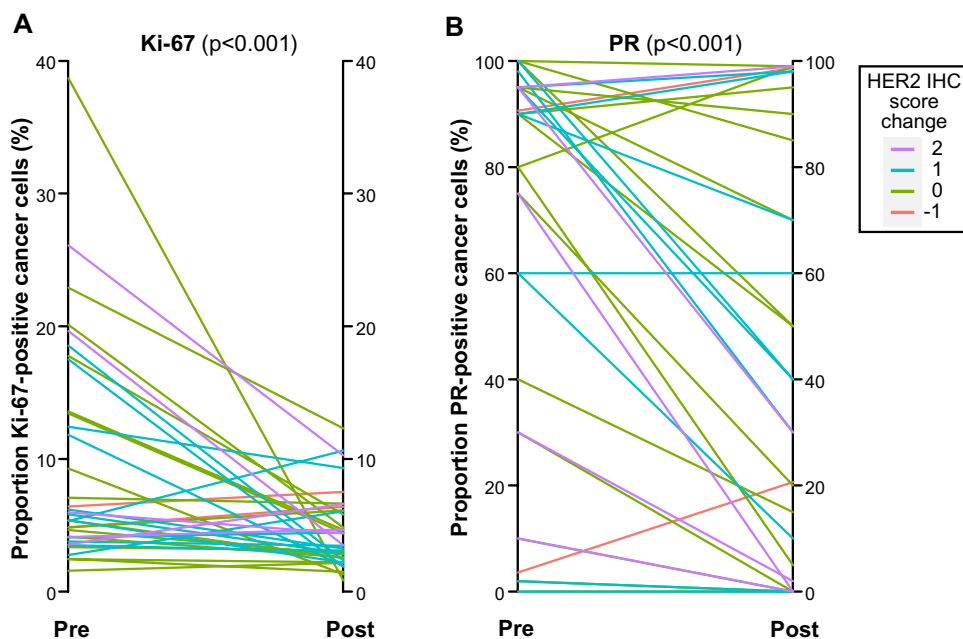 A
Ki-67 (p<0.001)
Proportion Ki-67-positive cancer cells (%)
40
30
20
10
0
40
30
20
10
0
Pre
Post
B
PR (p<0.001)
Proportion PR-positive cancer cells (%)
100
80
60
40
20
0
100
80
60
40
20
0
Pre
Post
HER2 IHC
score
change
2
1
0
-1